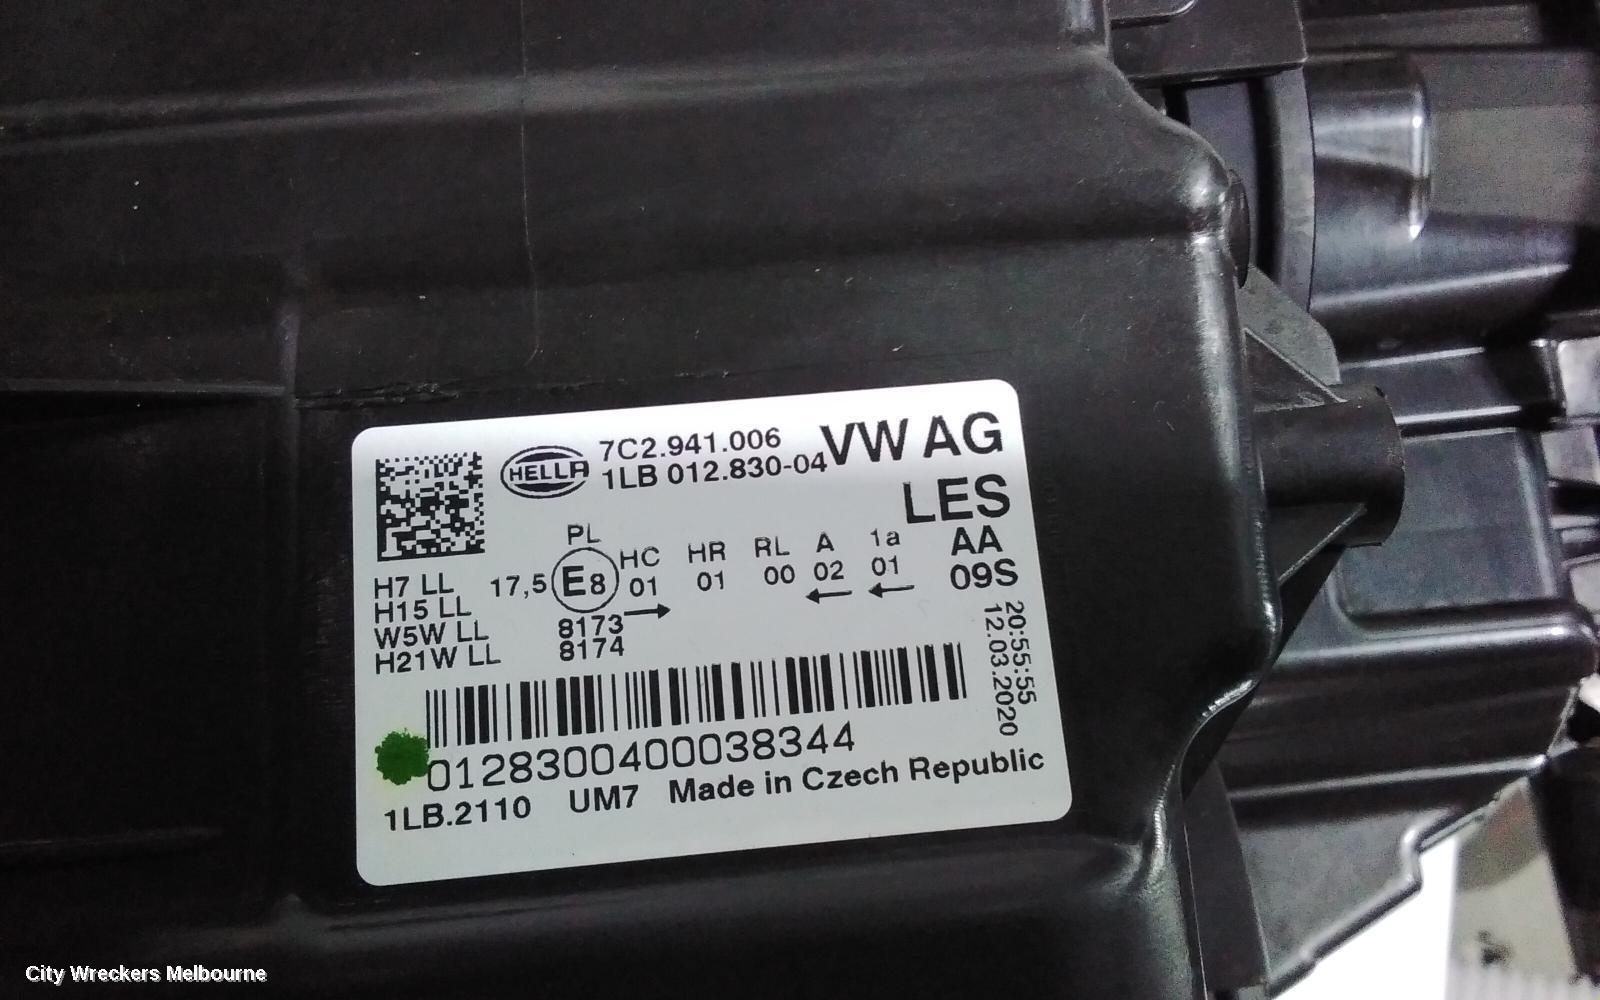 HELLA
7C2.941.006
1LB 012.830-04
VW AG
LES
AA
09S
PL
HC HR RL A 1a
17,5 E8 01 01 00 02 01
→ ← ←
8173
8174
H7 LL
H15 LL
W5W LL
H21W LL
20:55:55
12.03.2020
0128300400038344
1LB.2110 UM7 Made in Czech Republic
City Wreckers Melbourne